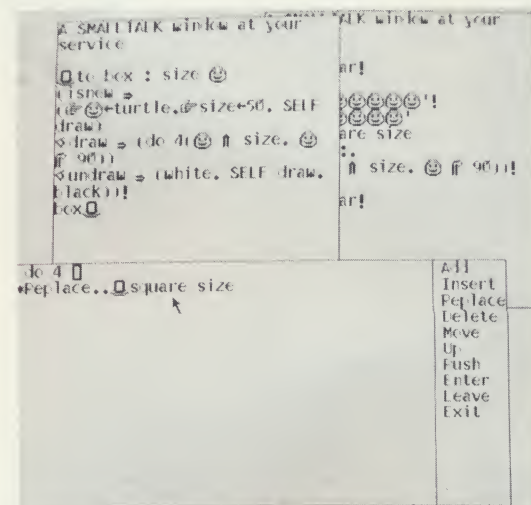 A SMALLTALK window at your
service
to box : size ☺
(isnew ⇒
(☞☺←turtle.☞size←50. SELF
draw)
◁draw ⇒ (do 4(☺ ⇑ size. ☺
90))
◁undraw ⇒ (white. SELF draw.
black))!
box
ALK window at your
ar!
☺☺☺☺☺'!
☺☺☺☺'
are size
:.
⇑ size. ☺ 90))!
ar!
do 4
♦Replace..square size
Add
Insert
Replace
Delete
Move
Up
Push
Enter
Leave
Exit